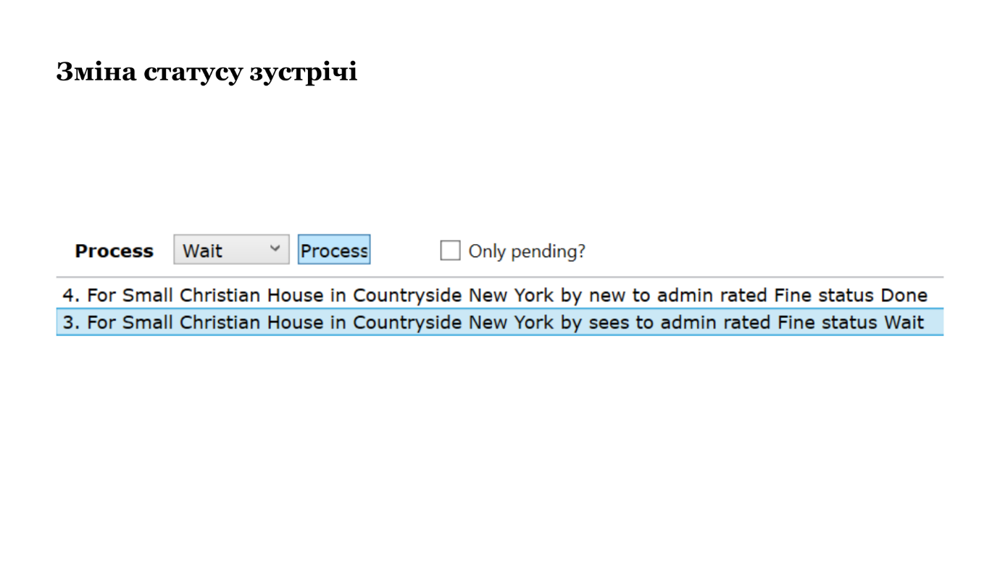 Зміна статусу зустрічі
Process Wait Process Only pending?
4. For Small Christian House in Countryside New York by new to admin rated Fine status Done
3. For Small Christian House in Countryside New York by sees to admin rated Fine status Wait